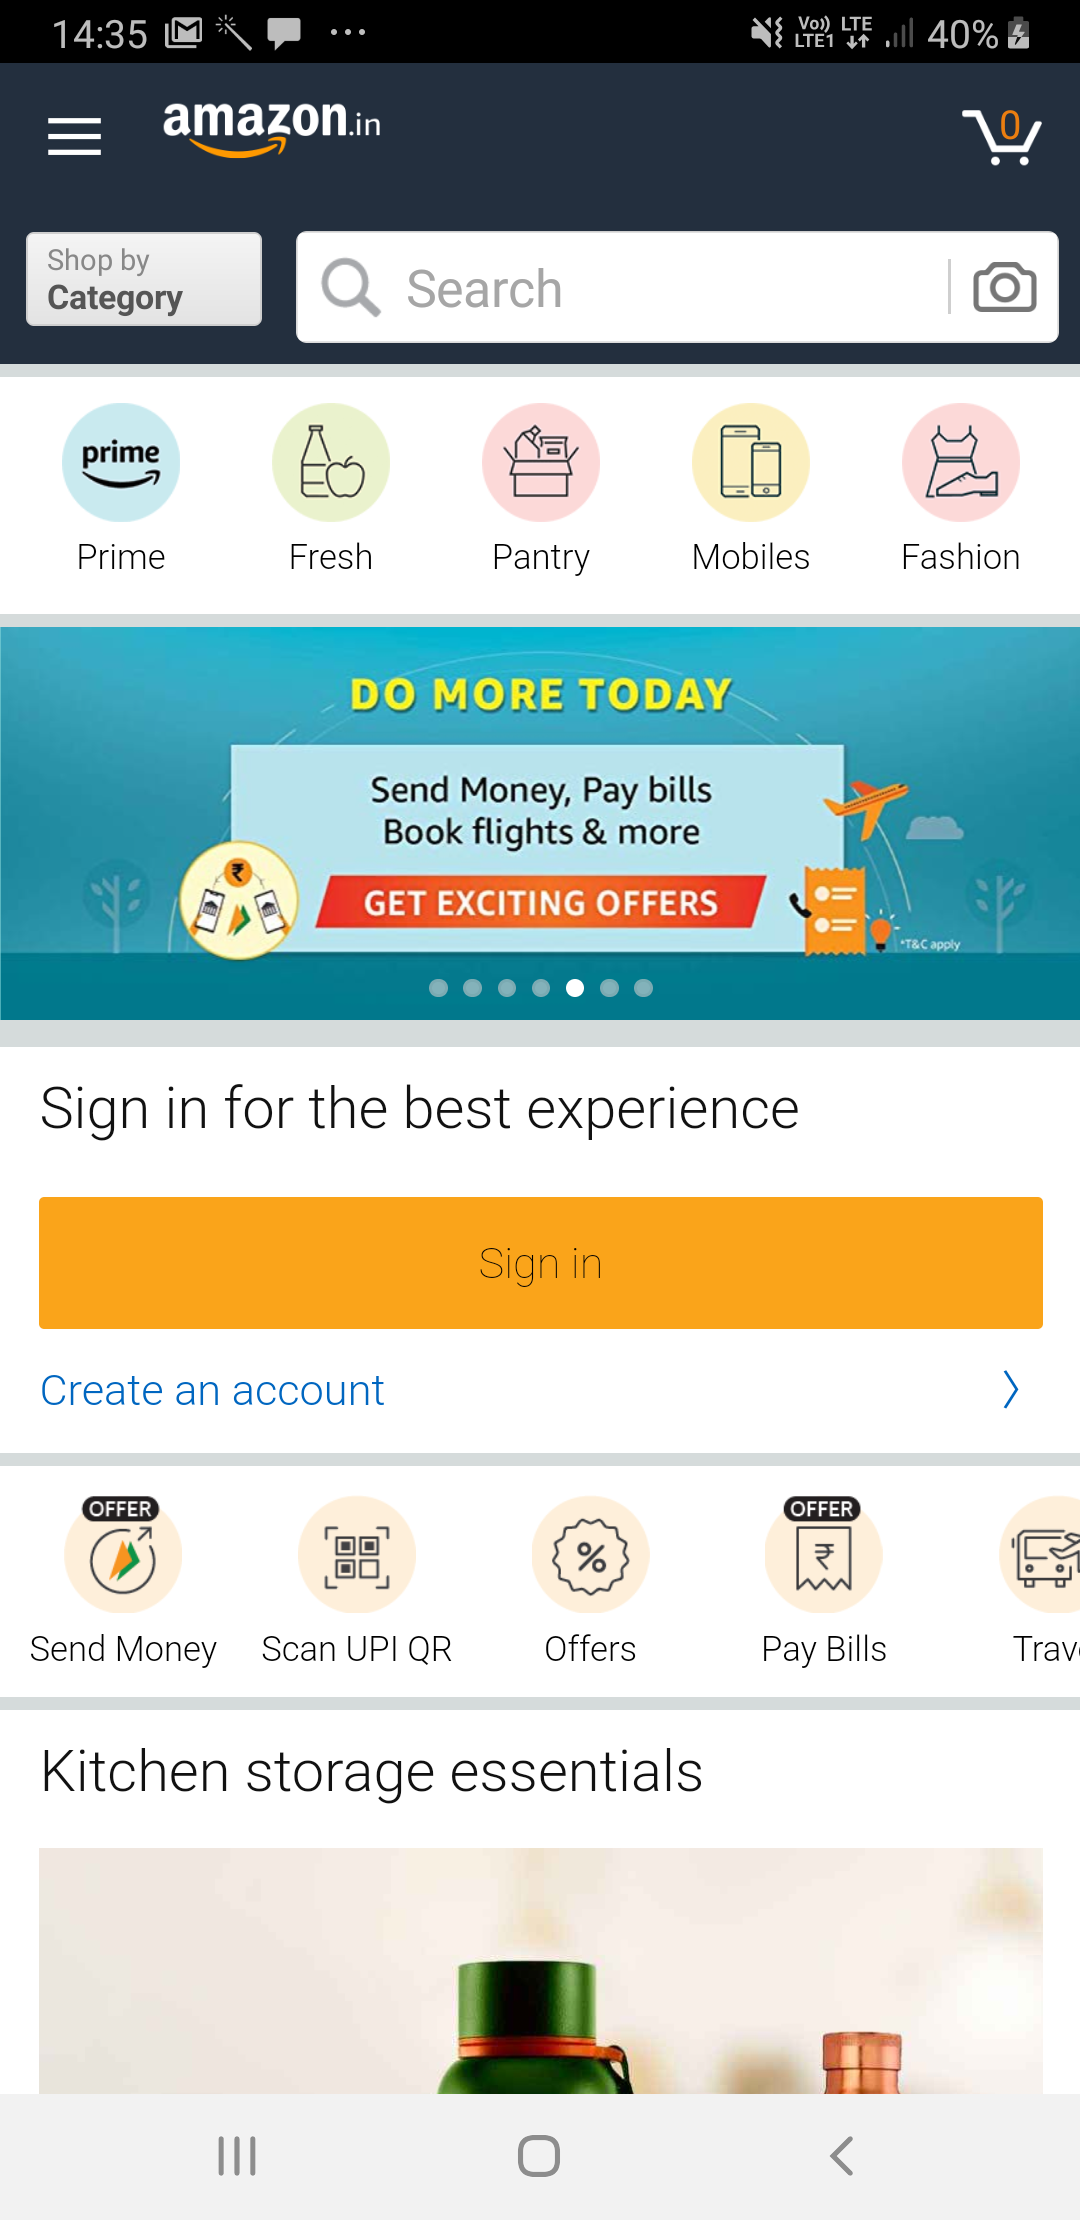 14:35
Vo)) LTE
LTE1
40%
amazon.in
0
Shop by
Category
Search
prime
Prime
Fresh
Pantry
Mobiles
Fashion
DO MORE TODAY
Send Money, Pay bills
Book flights & more
GET EXCITING OFFERS
*T&C apply
Sign in for the best experience
Sign in
Create an account
OFFER
OFFER
%
₹
Send Money
Scan UPI QR
Offers
Pay Bills
Trav
Kitchen storage essentials